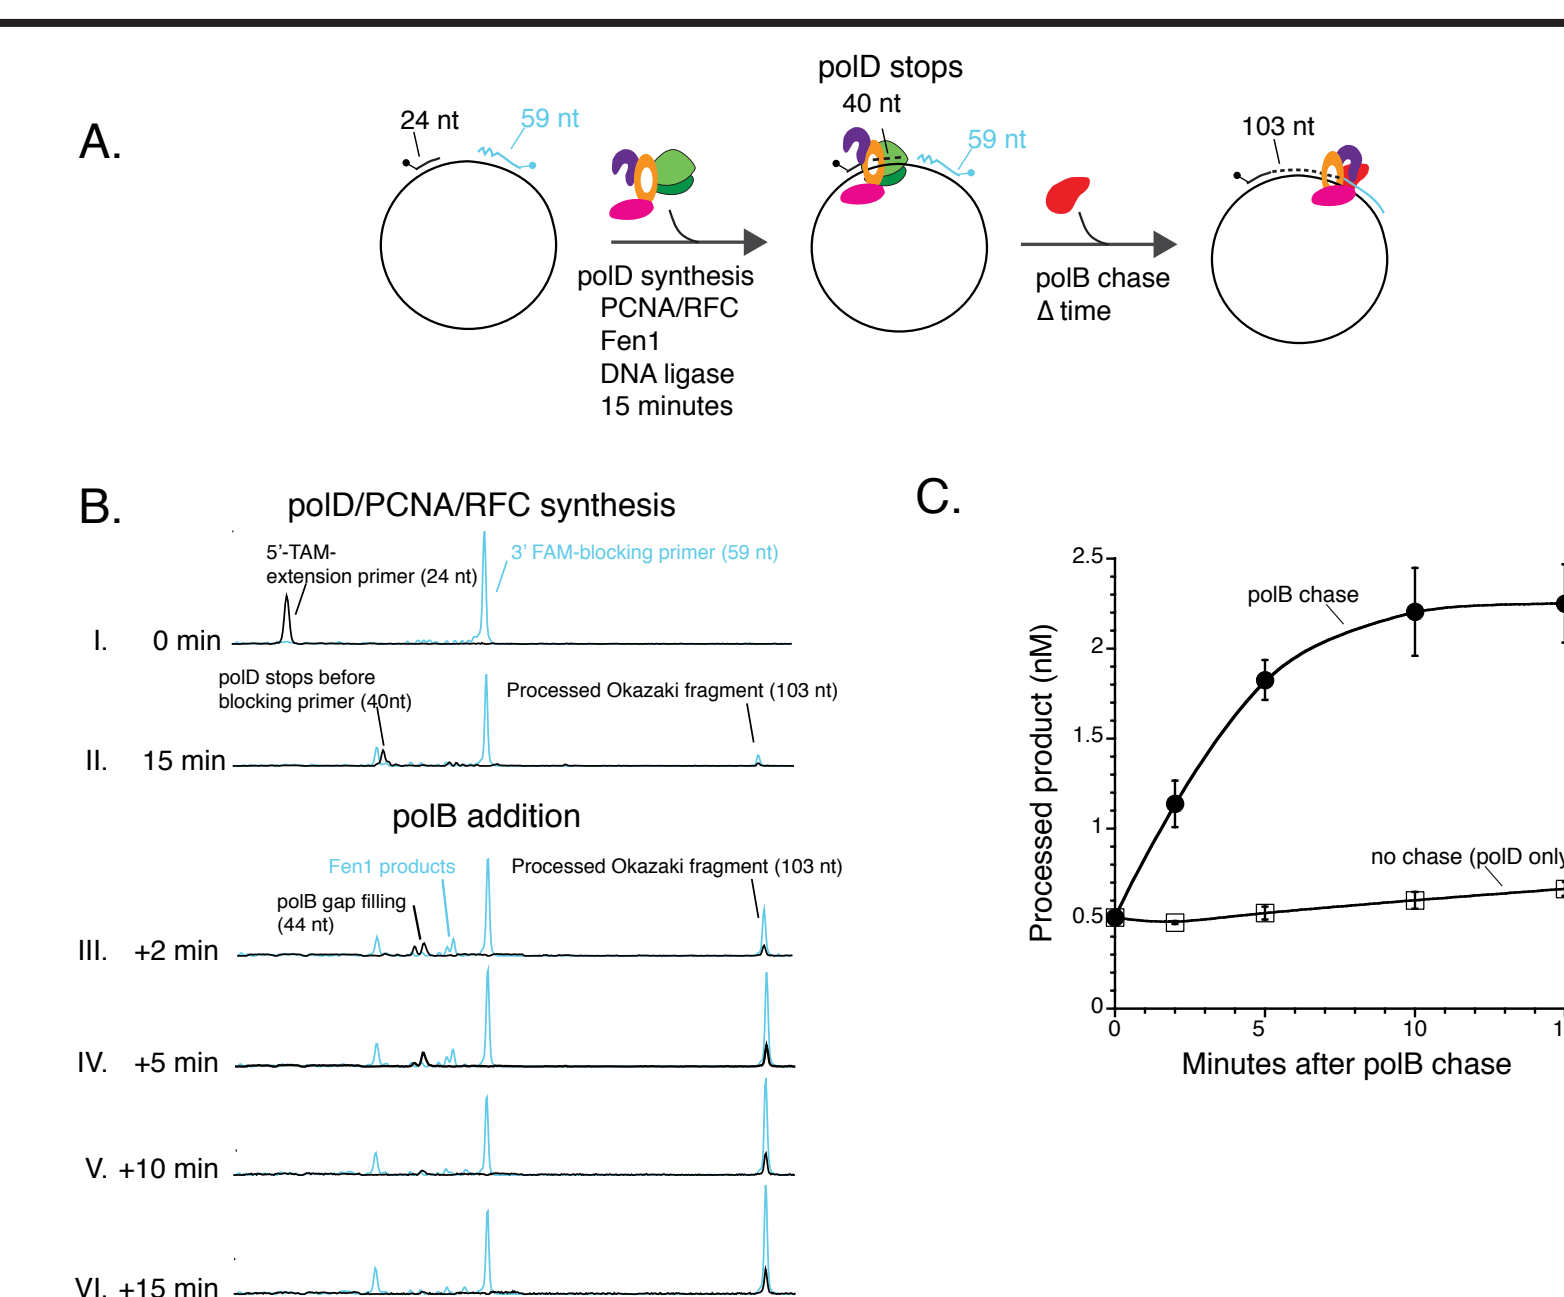 A.
24 nt
59 nt
polD synthesis
PCNA/RFC
Fen1
DNA ligase
15 minutes
polD stops
40 nt
59 nt
polB chase
Δ time
103 nt
B.
polD/PCNA/RFC synthesis
5'-TAM-
extension primer (24 nt)
3' FAM-blocking primer (59 nt)
I. 0 min
polD stops before
blocking primer (40nt)
Processed Okazaki fragment (103 nt)
II. 15 min
polB addition
Fen1 products
Processed Okazaki fragment (103 nt)
polB gap filling
(44 nt)
III. +2 min
IV. +5 min
V. +10 min
VI. +15 min
C.
Processed product (nM)
2.5
2
1.5
1
0.5
0
polB chase
no chase (polD only
0 5 10 1
Minutes after polB chase